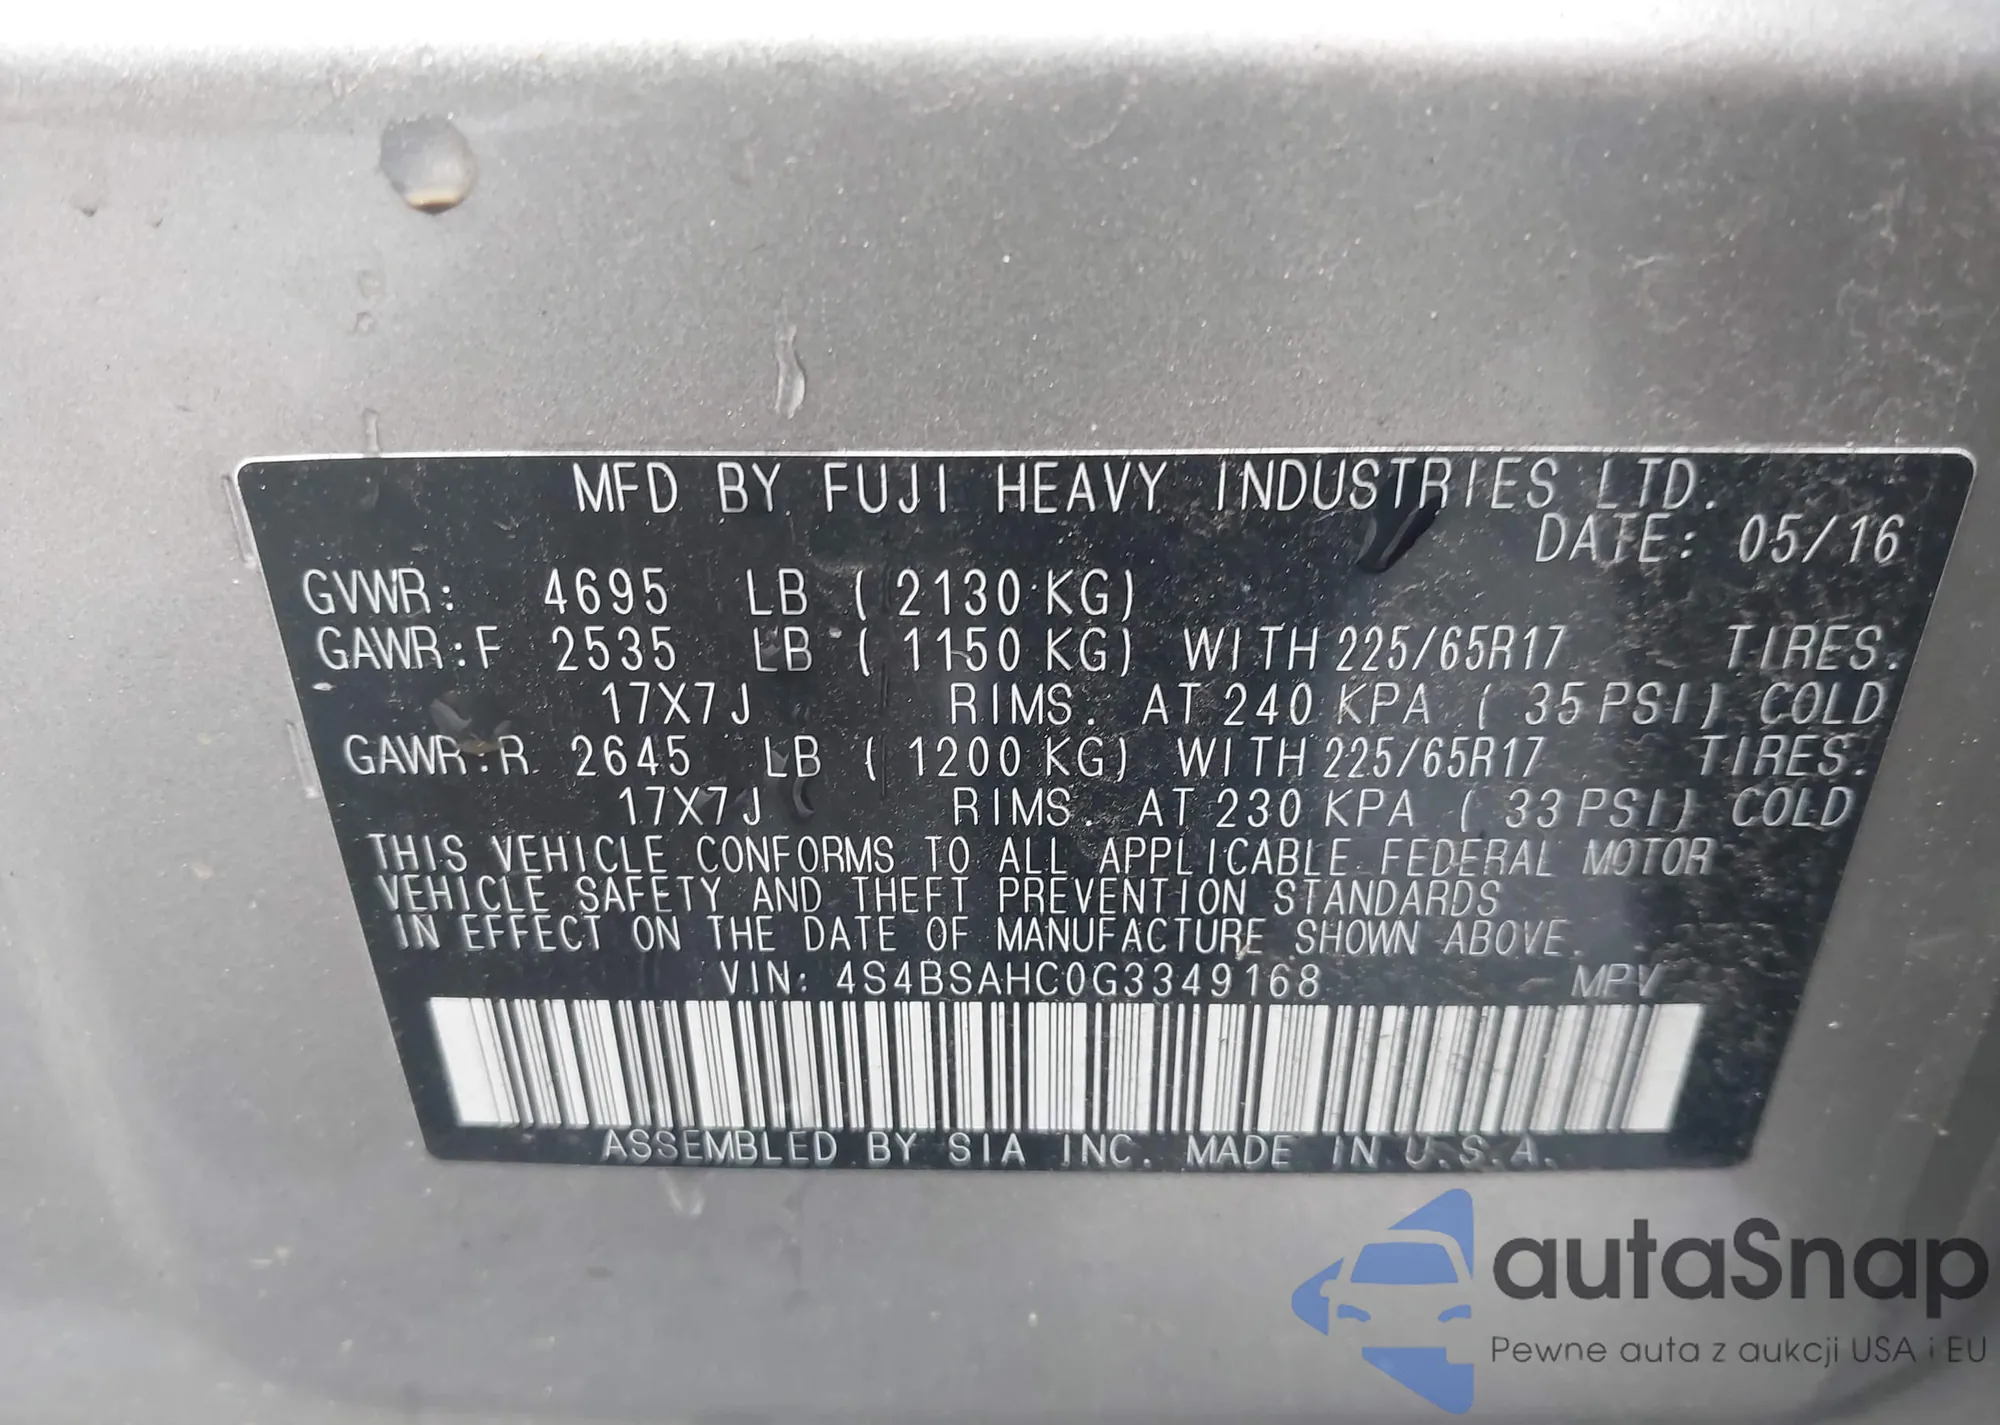 MFD BY FUJI HEAVY INDUSTRIES LTD.
DATE: 05/16
GVWR: 4695 LB ( 2130 KG)
GAWR:F 2535 LB ( 1150 KG) WITH 225/65R17 TIRES.
17X7J RIMS. AT 240 KPA ( 35 PSI) COLD
GAWR:R 2645 LB ( 1200 KG) WITH 225/65R17 TIRES.
17X7J RIMS. AT 230 KPA ( 33 PSI) COLD
THIS VEHICLE CONFORMS TO ALL APPLICABLE FEDERAL MOTOR
VEHICLE SAFETY AND THEFT PREVENTION STANDARDS
IN EFFECT ON THE DATE OF MANUFACTURE SHOWN ABOVE.
VIN: 4S4BSAHC0G3349168 MPV
ASSEMBLED BY SIA INC. MADE IN U.S.A.
autaSnap
Pewne auta z aukcji USA i EU